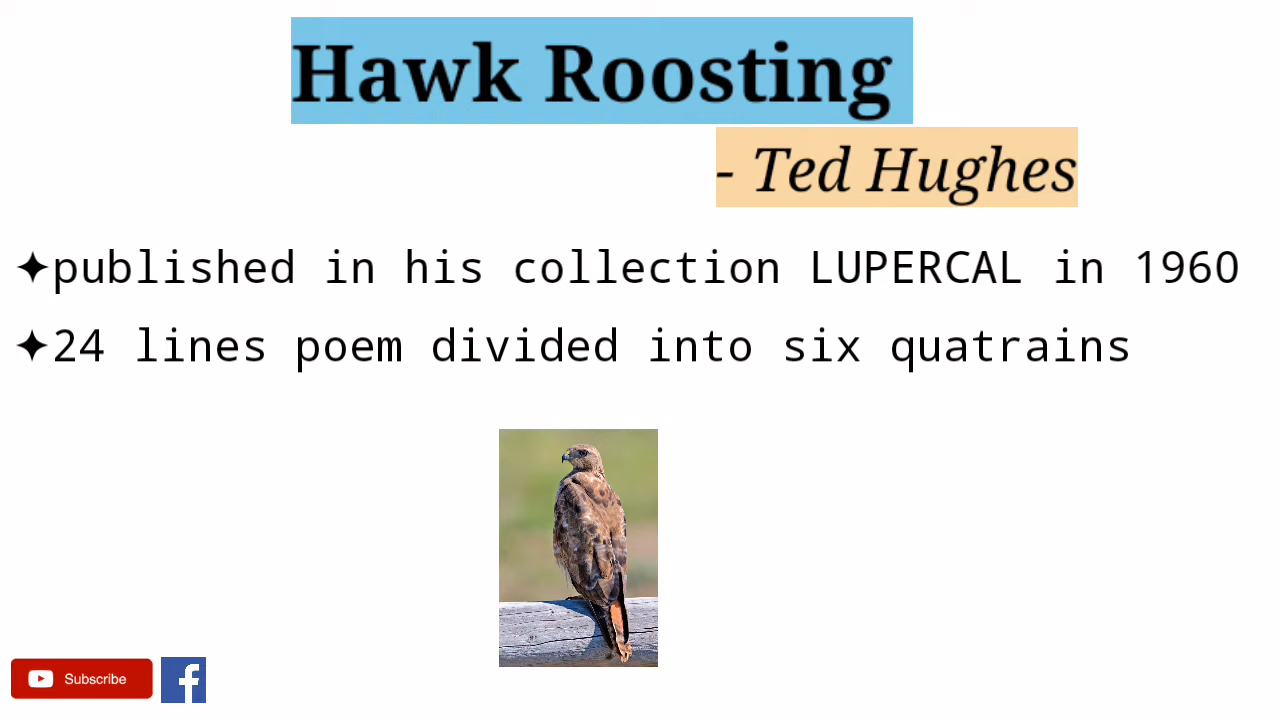 Hawk Roosting
- Ted Hughes
✦published in his collection LUPERCAL in 1960
✦24 lines poem divided into six quatrains
Subscribe
f